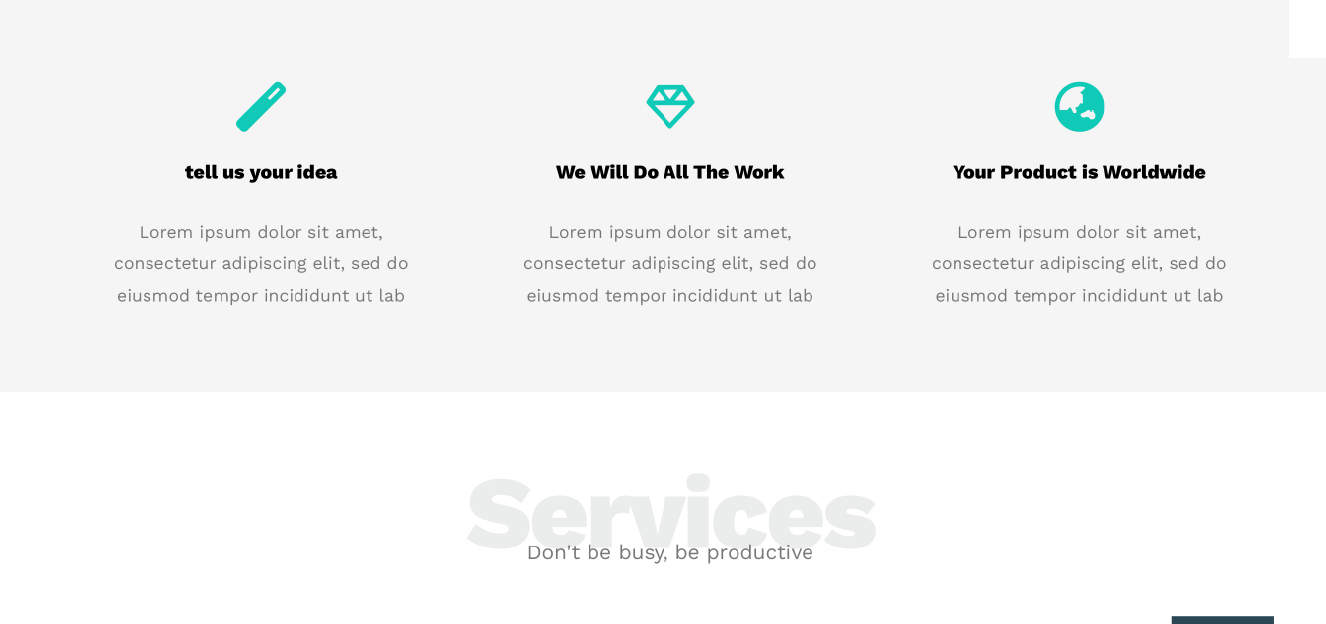 tell us your idea
We Will Do All The Work
Your Product is Worldwide
Lorem ipsum dolor sit amet,
consectetur adipiscing elit, sed do
eiusmod tempor incididunt ut lab
Lorem ipsum dolor sit amet,
consectetur adipiscing elit, sed do
eiusmod tempor incididunt ut lab
Lorem ipsum dolor sit amet,
consectetur adipiscing elit, sed do
eiusmod tempor incididunt ut lab
Services
Don't be busy, be productive